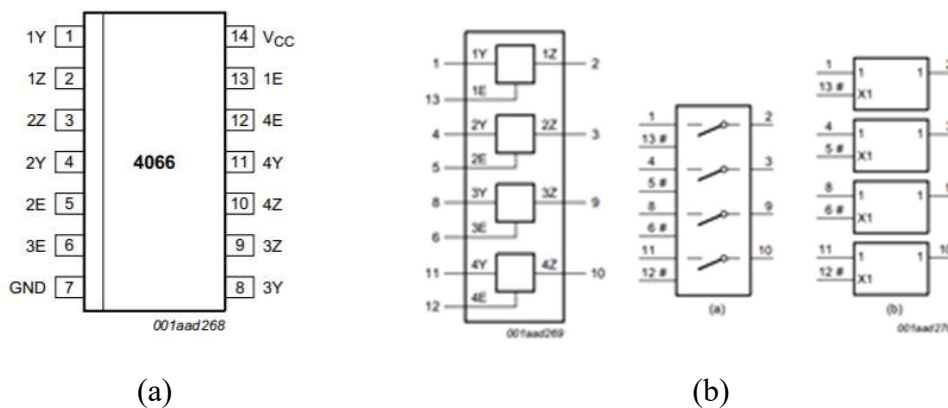 1Y 1 14 VCC
1Z 2 13 1E
2Z 3 12 4E
2Y 4 4066 11 4Y
2E 5 10 4Z
3E 6 9 3Z
GND 7 8 3Y
001aad268
1 1Y 1Z 2
13 1E
4 2Y 2Z 3
5 2E
8 3Y 3Z 9
6 3E
11 4Y 4Z 10
12 4E
001aad269
1 2
13 #
4 3
5 #
8 9
6 #
11 10
12 #
(a)
1 1 1
13 # X1
4 1 1
5 # X1
8 1 1
6 # X1
11 1 1 10
12 # X1
(b)
001aad270
(a) (b)